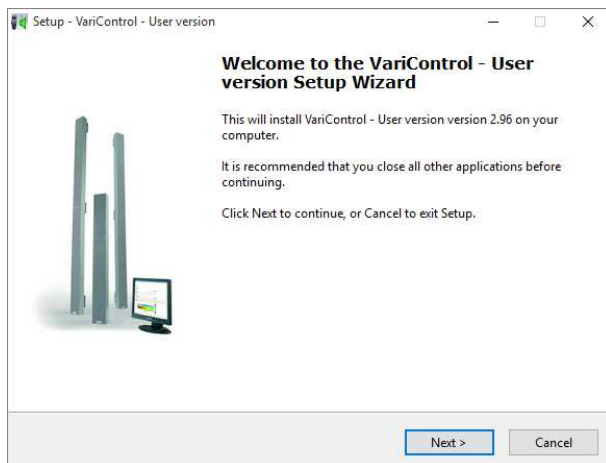 Setup - VariControl - User version
Welcome to the VariControl - User
version Setup Wizard
This will install VariControl - User version version 2.96 on your
computer.
It is recommended that you close all other applications before
continuing.
Click Next to continue, or Cancel to exit Setup.
Next >
Cancel